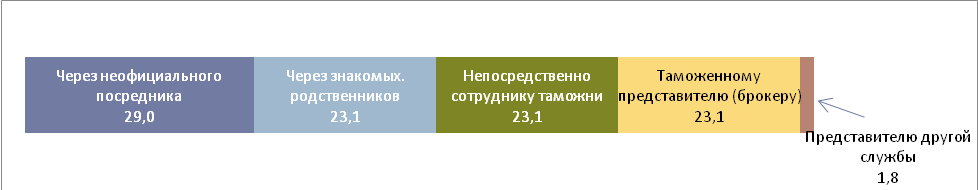 Через неофициального
посредника
29,0
Через знакомых.
родственников
23,1
Непосредственно
сотруднику таможни
23,1
Таможенному
представителю (брокеру)
23,1
Представителю другой
службы
1,8